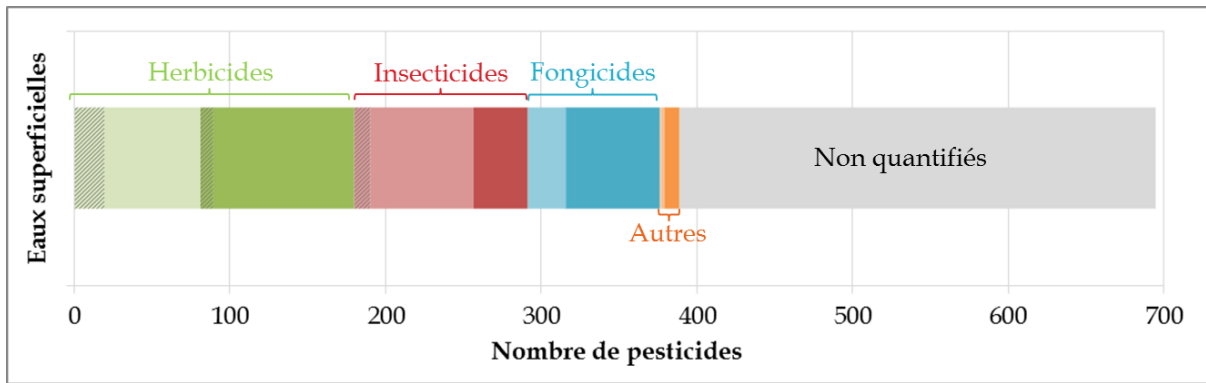 Eaux superficielles
Herbicides
Insecticides
Fongicides
Non quantifiés
Autres
0
100
200
300
400
500
600
700
Nombre de pesticides